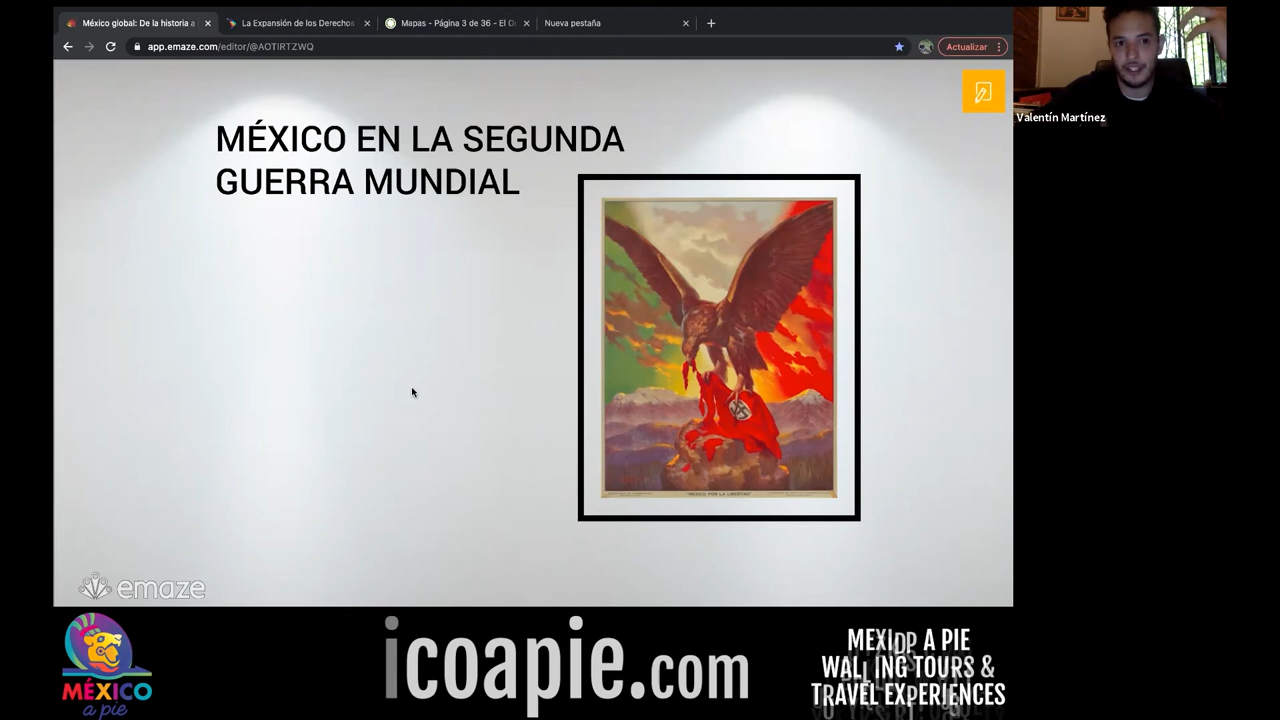 México global: De la historia a
La Expansión de los Derechos
Mapas - Página 3 de 36 - El O
Nueva pestaña
app.emaze.com/editor/@AOTIRTZWQ
Actualizar
Valentín Martínez
MÉXICO EN LA SEGUNDA
GUERRA MUNDIAL
"MÉXICO POR LA LIBERTAD"
emaze
MÉXICO
a pie
icoapie.com
A PIE
TOURS &
TRAVEL EXPERIENCES